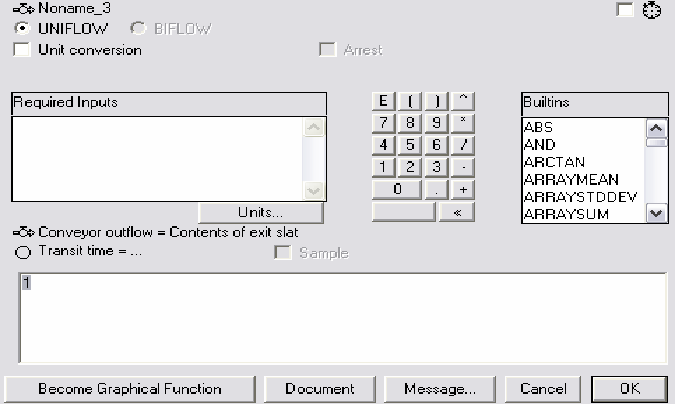 Noname_3
UNIFLOW BIFLOW
Unit conversion Arrest
Required Inputs
E ( ) ^
7 8 9 *
4 5 6 /
1 2 3 -
0 . +
«
Builtins
ABS
AND
ARCTAN
ARRAYMEAN
ARRAYSTDDEV
ARRAYSUM
Units...
Conveyor outflow = Contents of exit slat
Transit time = ... Sample
1
Become Graphical Function Document Message... Cancel OK